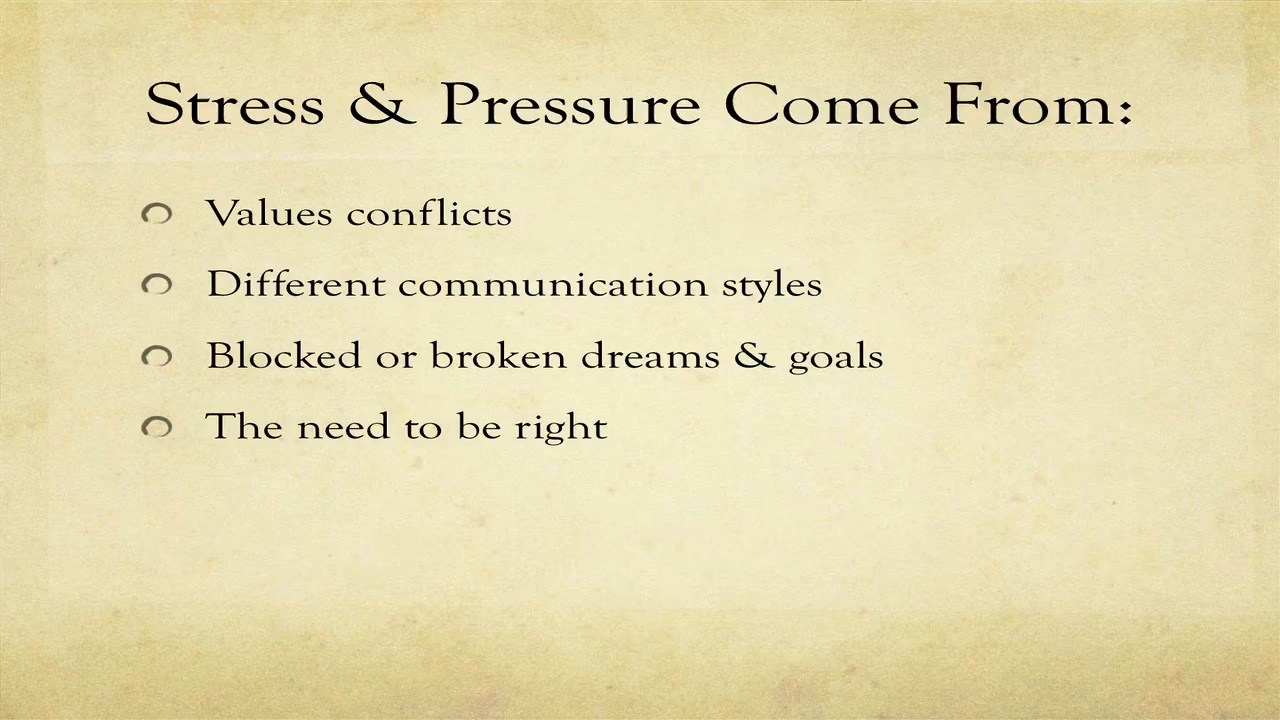 Stress & Pressure Come From:
Values conflicts
Different communication styles
Blocked or broken dreams & goals
The need to be right